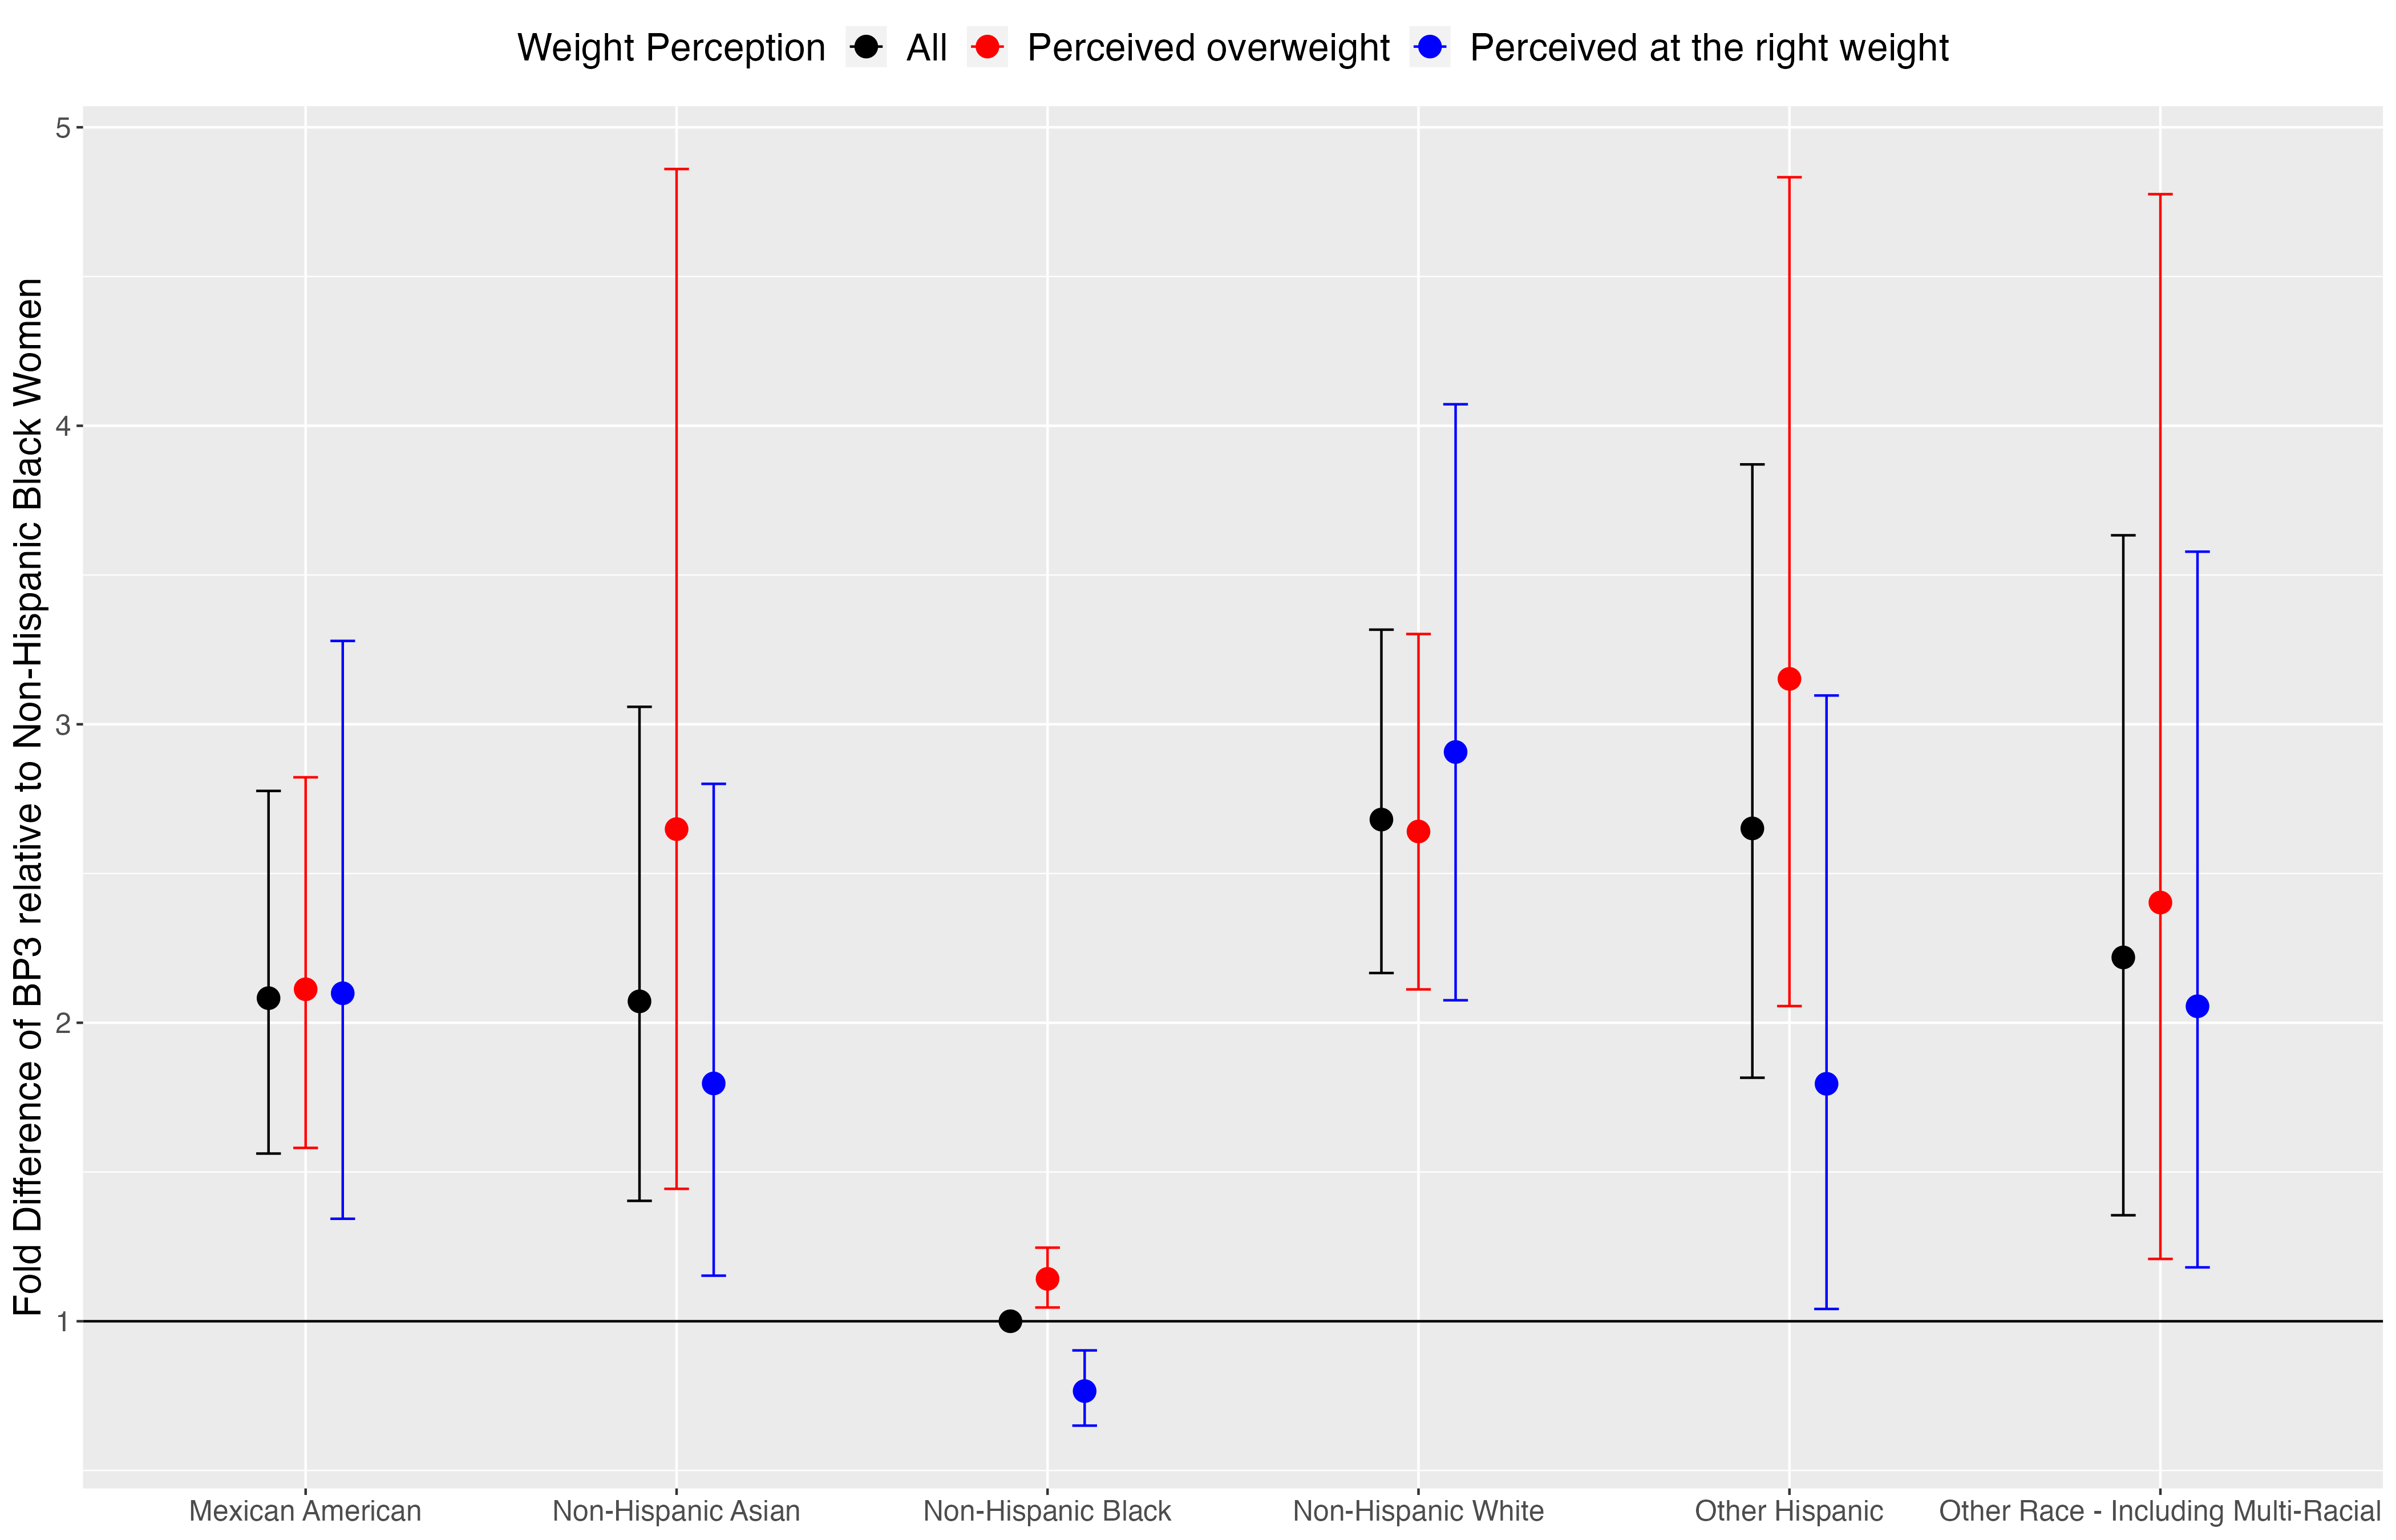 Weight Perception All Perceived overweight Perceived at the right weight
Fold Difference of BP3 relative to Non-Hispanic Black Women
5
4
3
2
1
Mexican American Non-Hispanic Asian Non-Hispanic Black Non-Hispanic White Other Hispanic Other Race - Including Multi-Racial